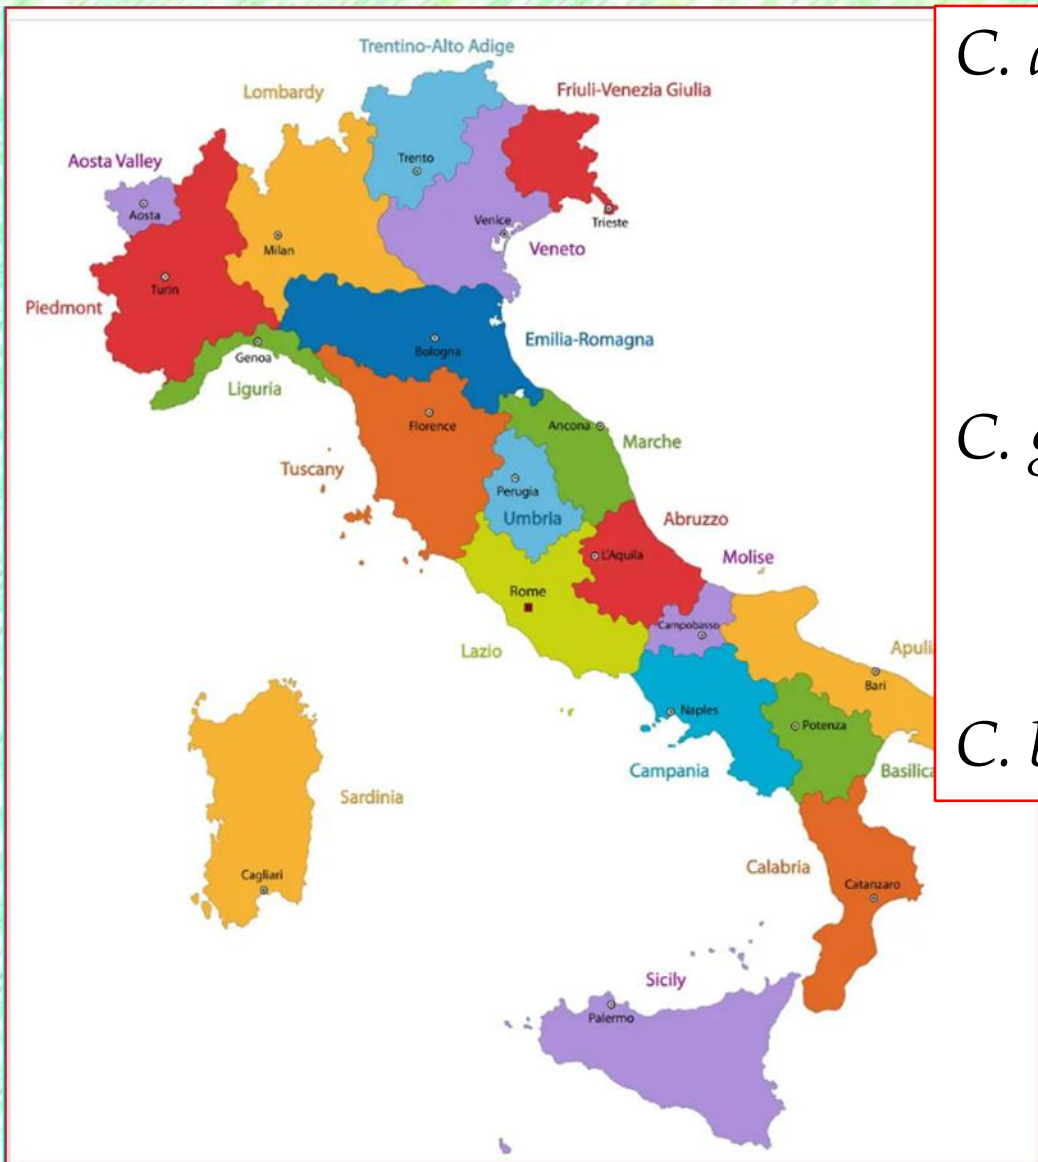 Trentino-Alto Adige
Lombardy
Friuli-Venezia Giulia
Aosta Valley
Trento
Aosta
Venice
Trieste
Milan
Veneto
Turin
Piedmont
Emilia-Romagna
Bologna
Genoa
Liguria
Florence
Ancona
Marche
Tuscany
Perugia
Umbria
Abruzzo
L'Aquila
Molise
Rome
Campobasso
Lazio
Apulia
Bari
Naples
Potenza
Campania
Basilica
Sardinia
Calabria
Cagliari
Catanzaro
Sicily
Palermo
C.
C. g
C.